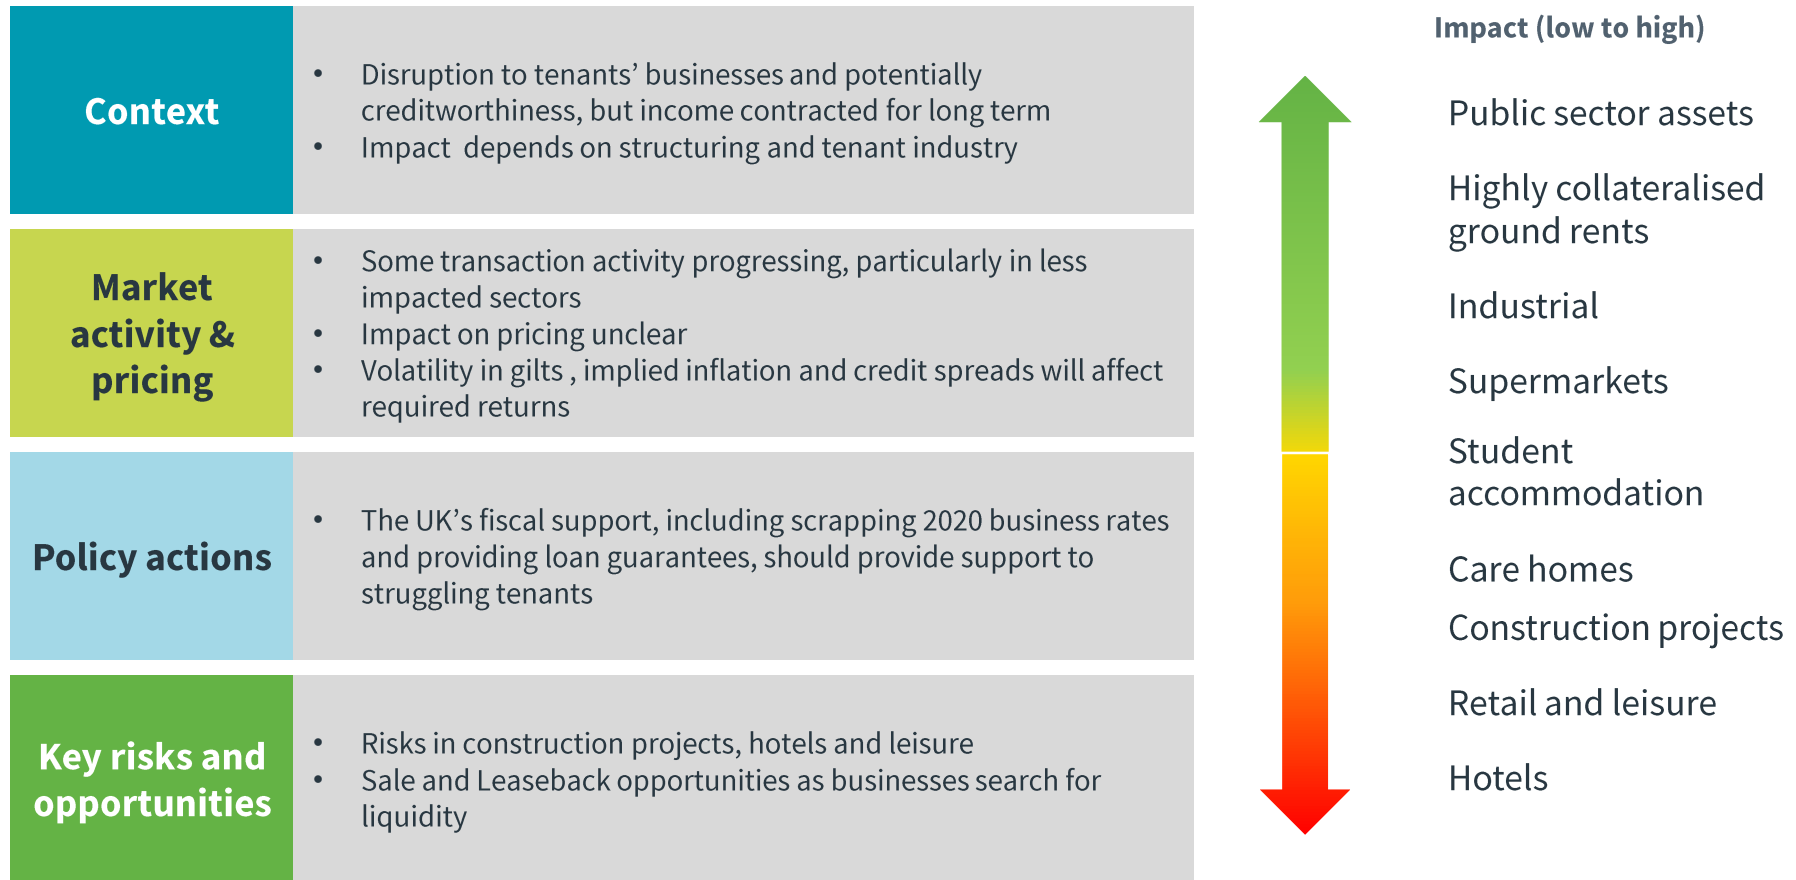 Context
• Disruption to tenants’ businesses and potentially
creditworthiness, but income contracted for long term
• Impact  depends on structuring and tenant industry
Market
activity &
pricing
• Some transaction activity progressing, particularly in less
impacted sectors
• Impact on pricing unclear
• Volatility in gilts , implied inflation and credit spreads will affect
required returns
Policy actions
• The UK’s fiscal support, including scrapping 2020 business rates
and providing loan guarantees, should provide support to
struggling tenants
Key risks and
opportunities
• Risks in construction projects, hotels and leisure
• Sale and Leaseback opportunities as businesses search for
liquidity
Impact (low to high)
Public sector assets
Highly collateralised
ground rents
Industrial
Supermarkets
Student
accommodation
Care homes
Construction projects
Retail and leisure
Hotels